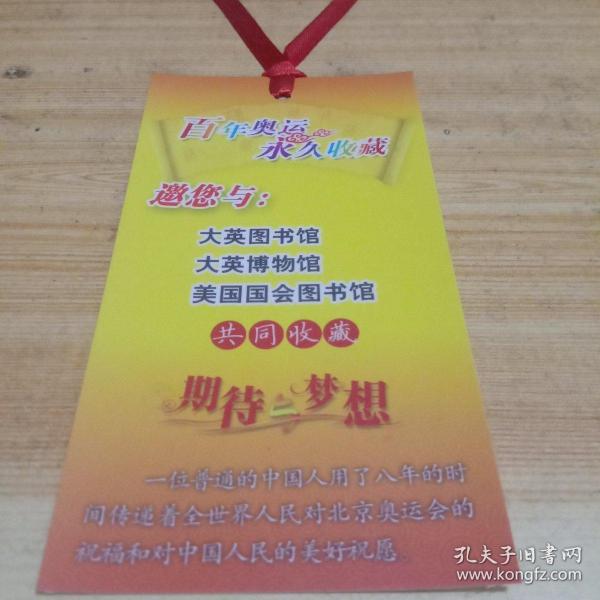 百年奥运
永久收藏
邀您与：
大英图书馆
大英博物馆
美国国会图书馆
共同收藏
期待 梦想
一位普通的中国人用了八年的时
间传递着全世界人民对北京奥运会的
祝福和对中国人民的美好祝愿。
孔夫子旧书网
www.kongfz.com